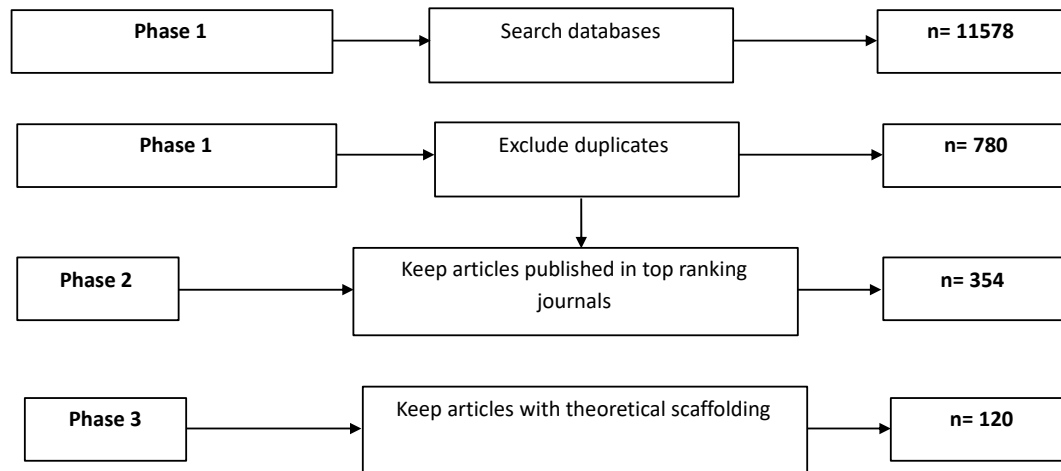 Phase 1
Search databases
n= 11578
Phase 1
Exclude duplicates
n= 780
Phase 2
Keep articles published in top ranking
journals
n= 354
Phase 3
Keep articles with theoretical scaffolding
n= 120